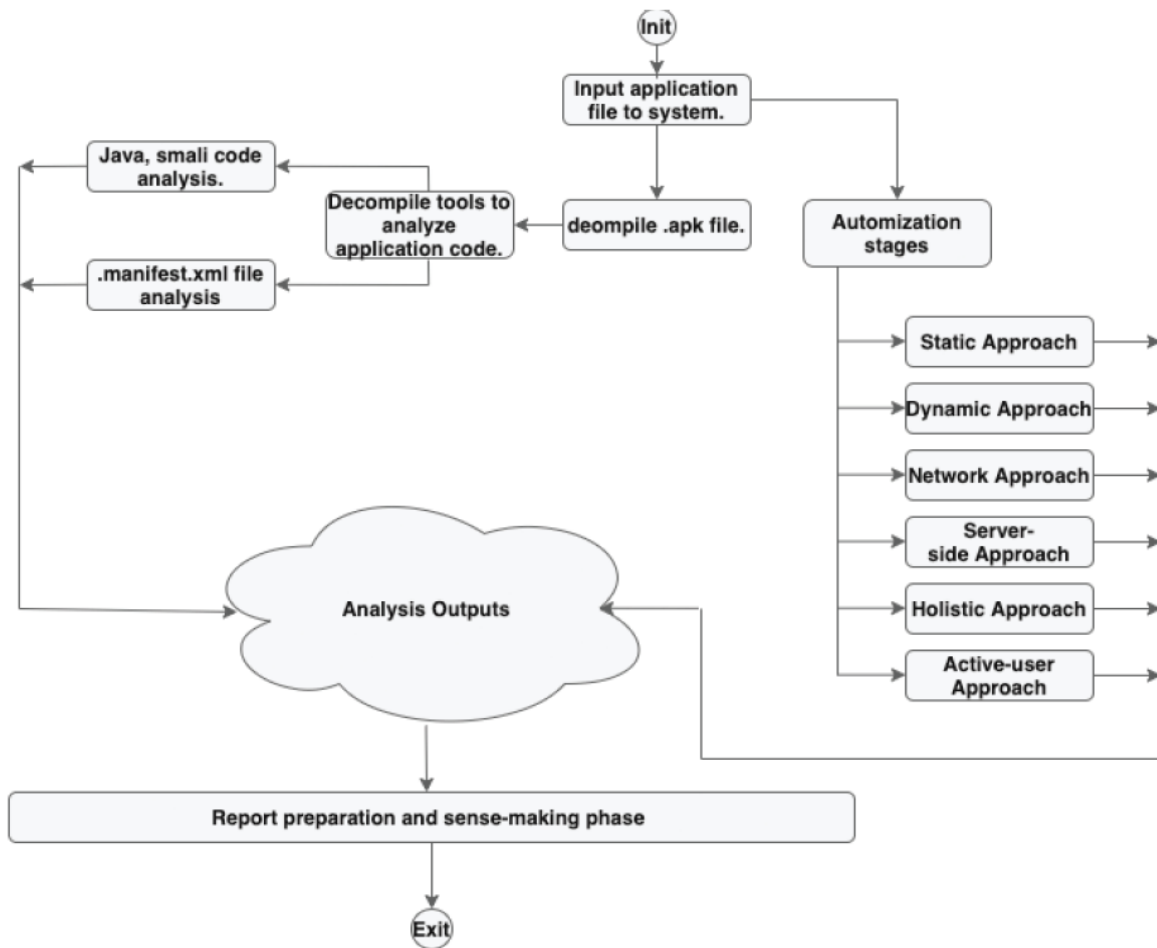 Init
Input application
file to system.
Java, smali code
analysis.
Decompile tools to
analyze
application code.
deompile .apk file.
Automization
stages
.manifest.xml file
analysis
Static Approach
Dynamic Approach
Network Approach
Server-
side Approach
Holistic Approach
Active-user
Approach
Analysis Outputs
Report preparation and sense-making phase
Exit